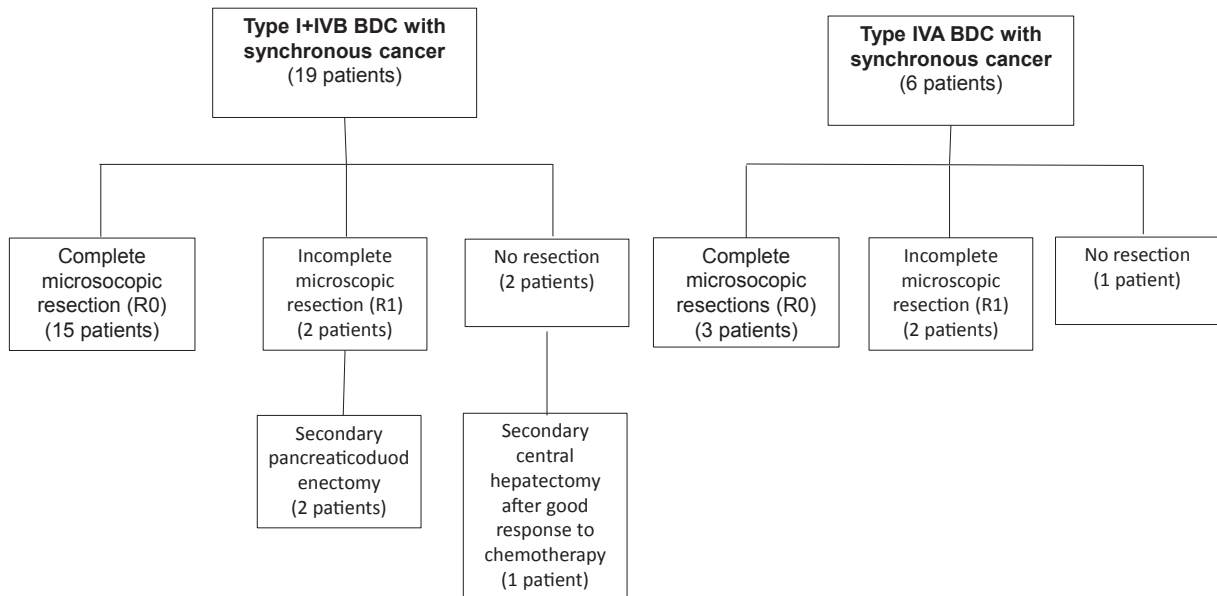 Type I+IVB BDC with
synchronous cancer
(19 patients)
Type IVA BDC with
synchronous cancer
(6 patients)
Complete
microsocopic
resection (R0)
(15 patients)
Incomplete
microscopic
resection (R1)
(2 patients)
No resection
(2 patients)
Complete
microsocopic
resections (R0)
(3 patients)
Incomplete
microscopic
resection (R1)
(2 patients)
No resection
(1 patient)
Secondary
pancreaticoduod
enectomy
(2 patients)
Secondary
central
hepatectomy
after good
response to
chemotherapy
(1 patient)